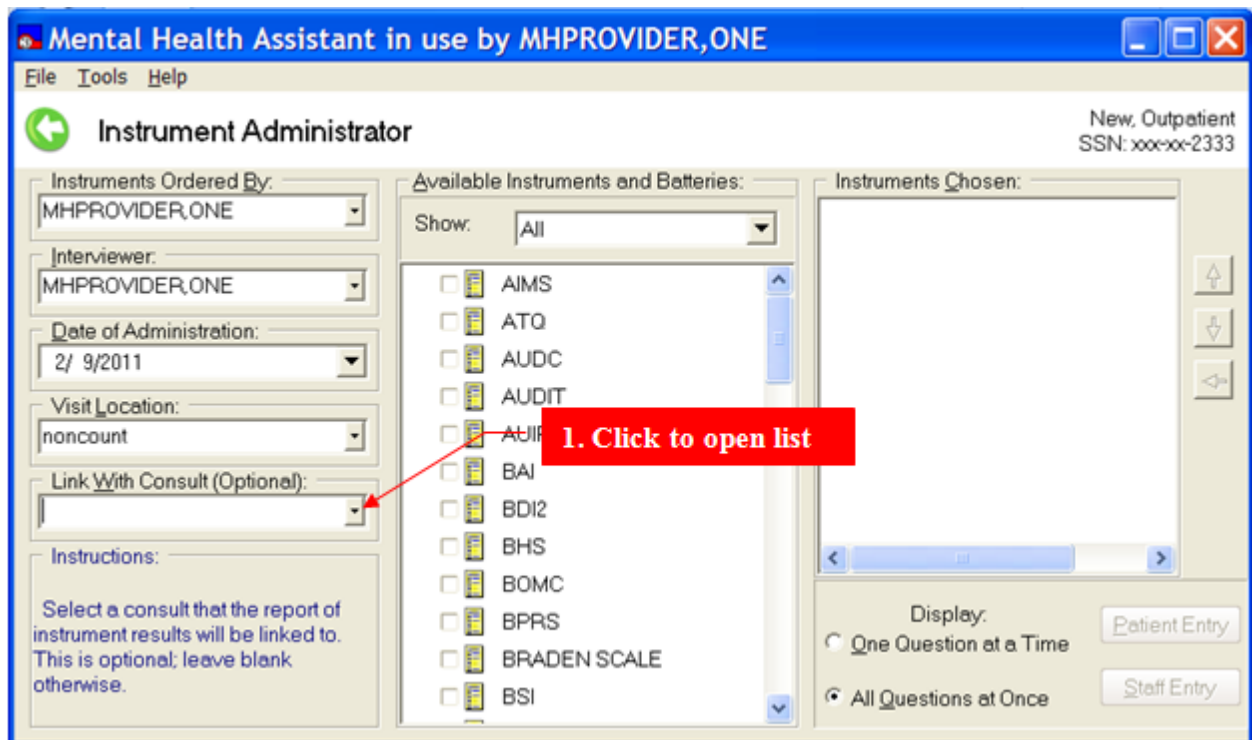 Mental Health Assistant in use by MHPROVIDER,ONE
File Tools Help
Instrument Administrator
New, Outpatient
SSN: xxx-xx-2333
Instruments Ordered By:
MHPROVIDER,ONE
Interviewer:
MHPROVIDER,ONE
Date of Administration:
2/ 9/2011
Visit Location:
noncount
Link With Consult (Optional):
Instructions:
Select a consult that the report of
instrument results will be linked to.
This is optional; leave blank
otherwise.
Available Instruments and Batteries:
Show: All
AIMS
ATQ
AUDC
AUDIT
1. Click to open list
BAI
BDI2
BHS
BOMC
BPRS
BRADEN SCALE
BSI
Instruments Chosen:
Display:
One Question at a Time
All Questions at Once
Patient Entry
Staff Entry